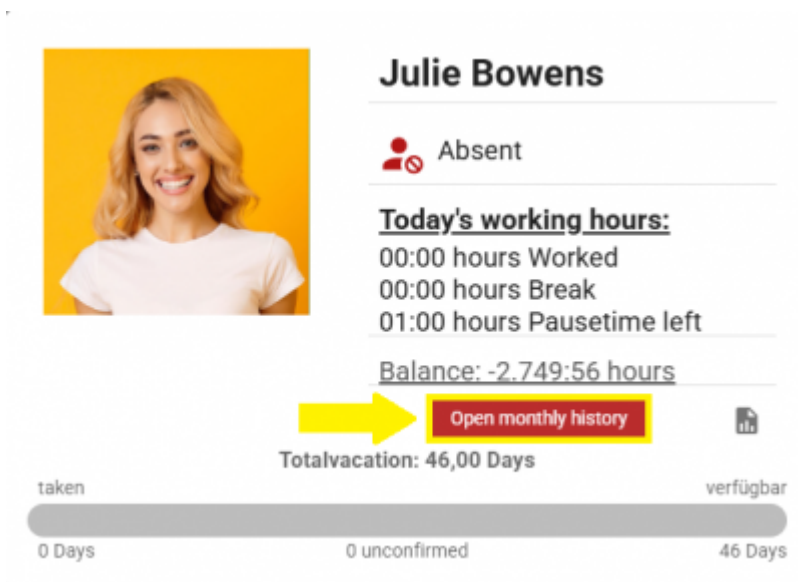 Julie Bowens
Absent
Today's working hours:
00:00 hours Worked
00:00 hours Break
01:00 hours Pausetime left
Balance: -2.749:56 hours
Open monthly history
Totalvacation: 46,00 Days
taken verfügbar
0 Days 0 unconfirmed 46 Days